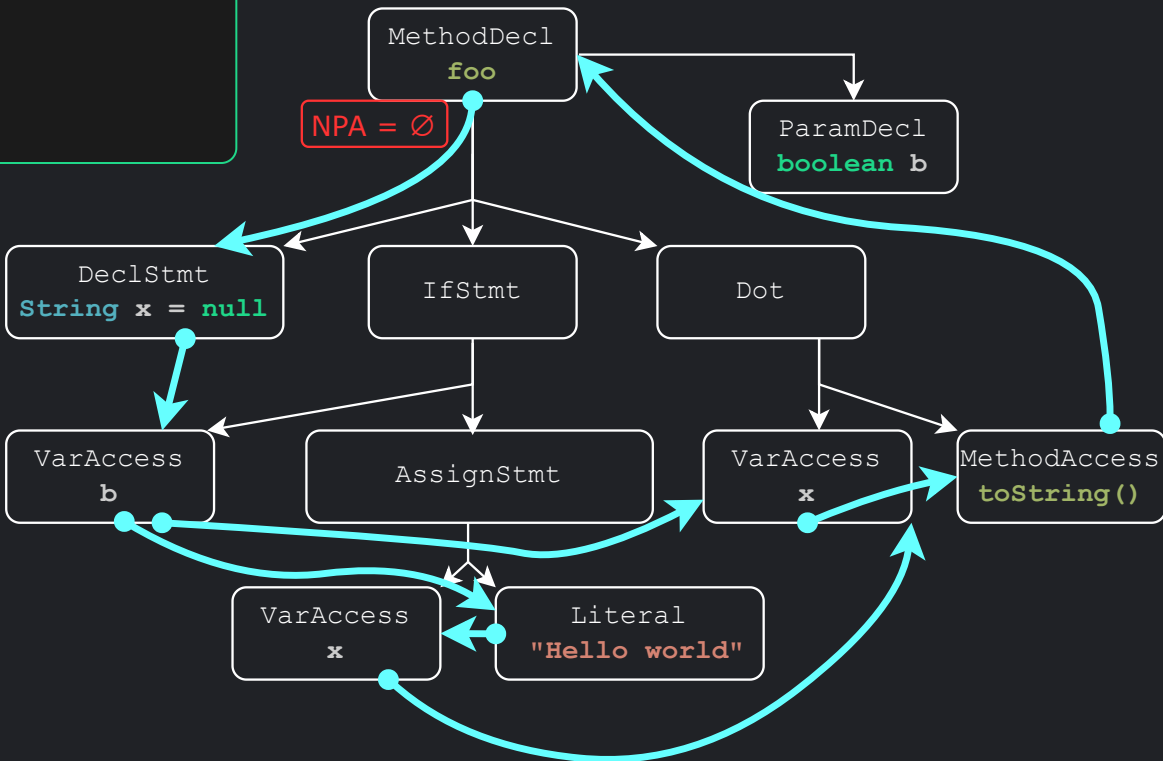 MethodDecl
foo
NPA = ∅
ParamDecl
boolean b
DeclStmt
String x = null
IfStmt
Dot
VarAccess
b
AssignStmt
VarAccess
x
MethodAccess
toString()
VarAccess
x
Literal
"Hello world"